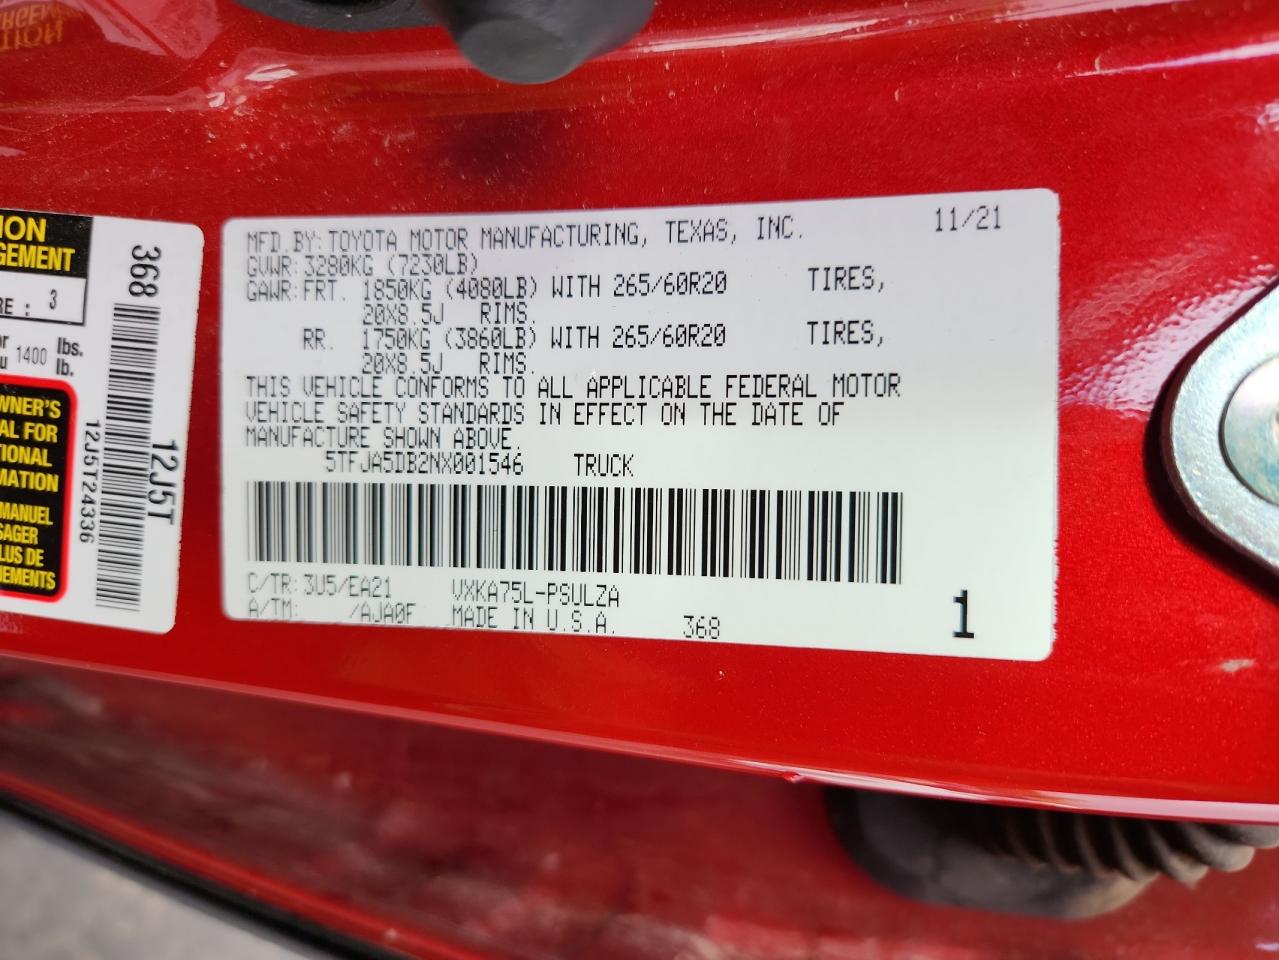 MFD.BY: TOYOTA MOTOR MANUFACTURING, TEXAS, INC. 11/21
GVWR: 3280KG (7230LB)
GAWR: FRT. 1850KG (4080LB) WITH 265/60R20 TIRES,
20X8.5J RIMS.
RR. 1750KG (3860LB) WITH 265/60R20 TIRES,
20X8.5J RIMS.
THIS VEHICLE CONFORMS TO ALL APPLICABLE FEDERAL MOTOR
VEHICLE SAFETY STANDARDS IN EFFECT ON THE DATE OF
MANUFACTURE SHOWN ABOVE.
5TFJA5DB2NX001546 TRUCK
C/TR: 3U5/EA21 VXKA75L-PSULZA
A/TM: /AJA0F MADE IN U.S.A. 368
1
ION
GEMENT
RE : 3
or
u 1400 lbs.
lb.
WNER'S
AL FOR
TIONAL
MATION
MANUEL
SAGER
LUS DE
NEMENTS
368
12J5T
12J5T24336